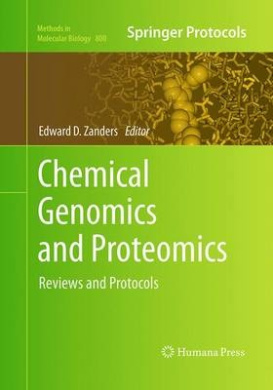 Methods in
Molecular Biology 800
Springer Protocols
Edward D. Zanders Editor
Chemical
Genomics
and Proteomics
Reviews and Protocols
Humana Press